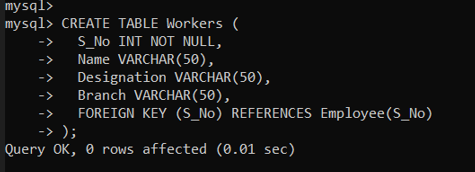 mysql>
mysql> CREATE TABLE Workers (
    ->     S_No INT NOT NULL,
    ->     Name VARCHAR(50),
    ->     Designation VARCHAR(50),
    ->     Branch VARCHAR(50),
    ->     FOREIGN KEY (S_No) REFERENCES Employee(S_No)
    -> );
Query OK, 0 rows affected (0.01 sec)